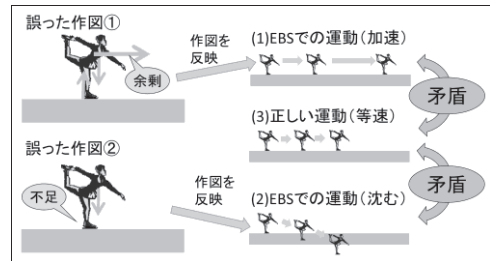 誤った作図①
余剰
作図を
反映
(1)EBSでの運動(加速)
矛盾
(3)正しい運動(等速)
誤った作図②
不足
作図を
反映
矛盾
(2)EBSでの運動(沈む)